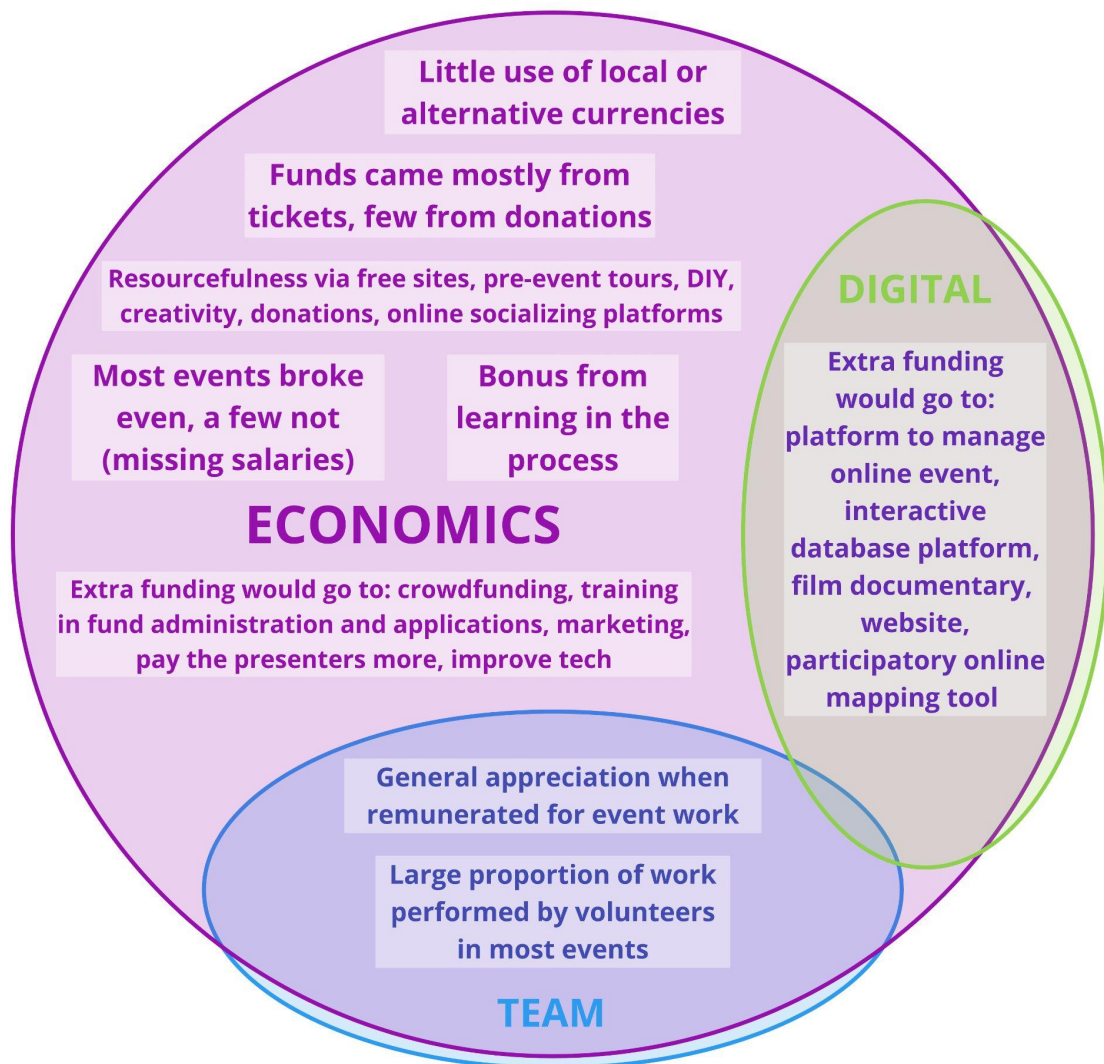 Little use of local or
alternative currencies
Funds came mostly from
tickets, few from donations
Resourcefulness via free sites, pre-event tours, DIY,
creativity, donations, online socializing platforms
Most events broke
even, a few not
(missing salaries)
Bonus from
learning in the
process
ECONOMICS
Extra funding would go to: crowdfunding, training
in fund administration and applications, marketing,
pay the presenters more, improve tech
DIGITAL
Extra funding
would go to:
platform to manage
online event,
interactive
database platform,
film documentary,
website,
participatory online
mapping tool
General appreciation when
remunerated for event work
Large proportion of work
performed by volunteers
in most events
TEAM